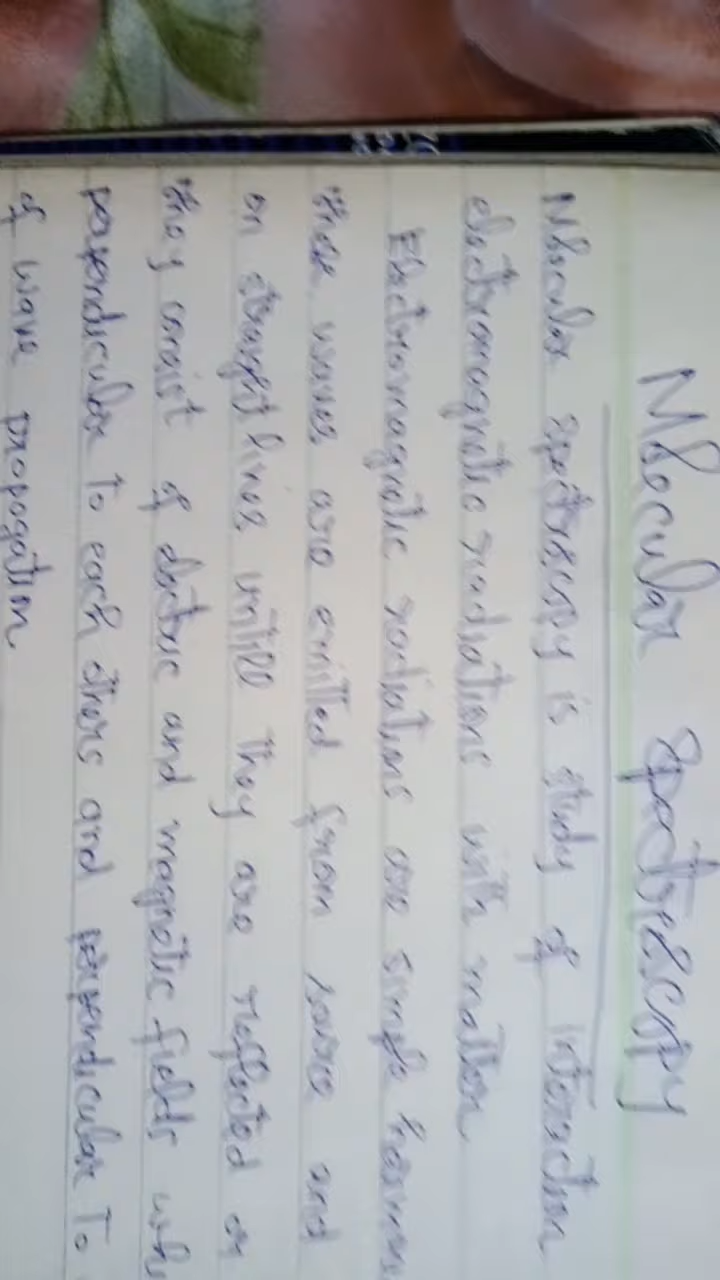 Molecular Spectroscopy
Molecular spectroscopy is study of interaction
electromagnetic radiations with matter.
Electromagnetic radiations are simple harmon
these waves are emitted from source and
on straight lines untill they are reflected or
they consist of electric and magnetic fields whi
perpendicular to each others and perpendicular to
of wave propogation